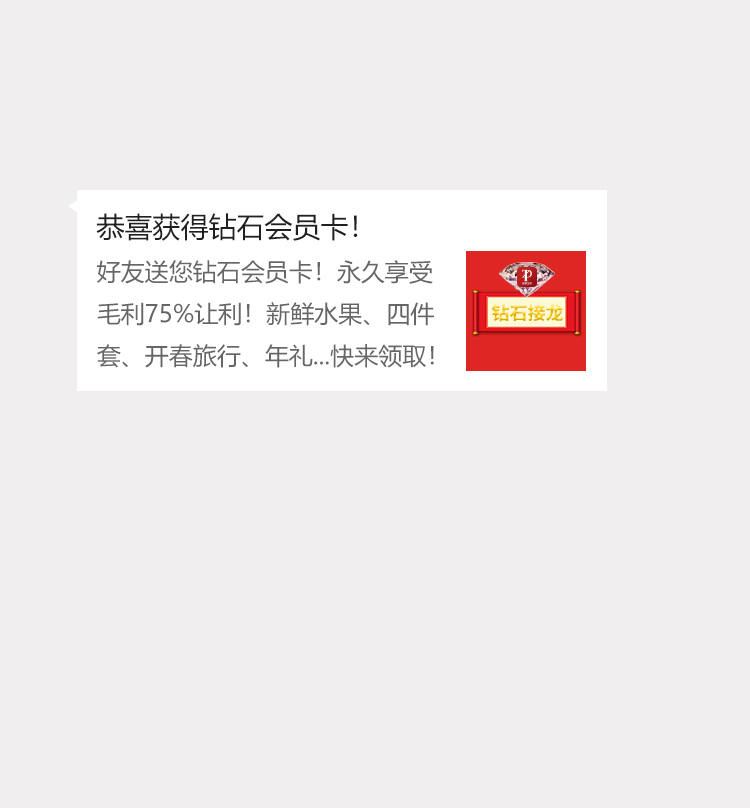 恭喜获得钻石会员卡！
好友送您钻石会员卡！永久享受
毛利75%让利！新鲜水果、四件
套、开春旅行、年礼...快来领取！
钻石接龙